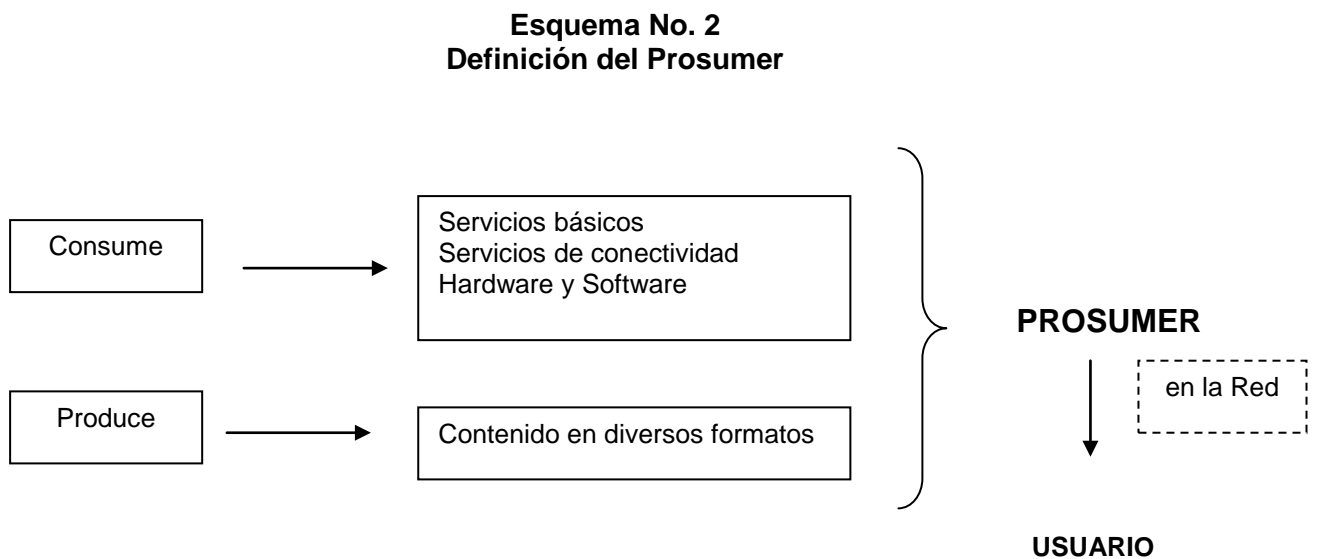 Esquema No. 2
Definición del Prosumer
Consume
Servicios básicos
Servicios de conectividad
Hardware y Software
PROSUMER
en la Red
Produce
Contenido en diversos formatos
USUARIO